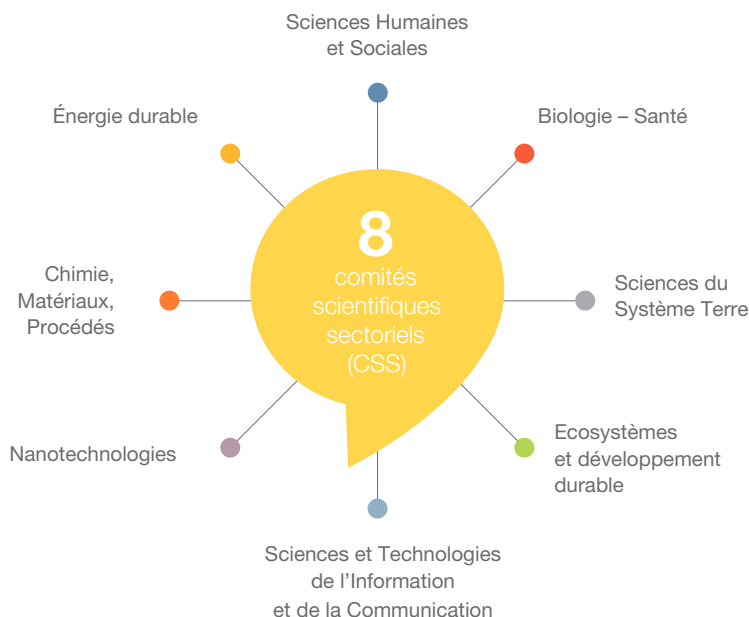 Sciences Humaines
et Sociales
Énergie durable
Biologie – Santé
8
comités
scientifiques
sectoriels
(CSS)
Chimie,
Matériaux,
Procédés
Sciences du
Système Terre
Nanotechnologies
Ecosystèmes
et développement
durable
Sciences et Technologies
de l’Information
et de la Communication